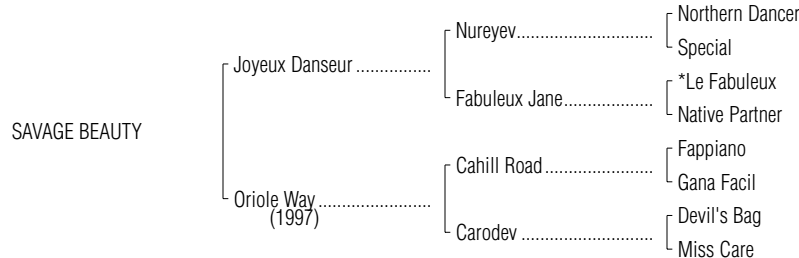 Northern Dancer
Nureyev............................
Special
Joyeux Danseur ...............
*Le Fabuleux
Fabuleux Jane..................
Native Partner
SAVAGE BEAUTY
Fappiano
Cahill Road......................
Gana Facil
Oriole Way.......................
(1997)
Devil's Bag
Carodev ...........................
Miss Care